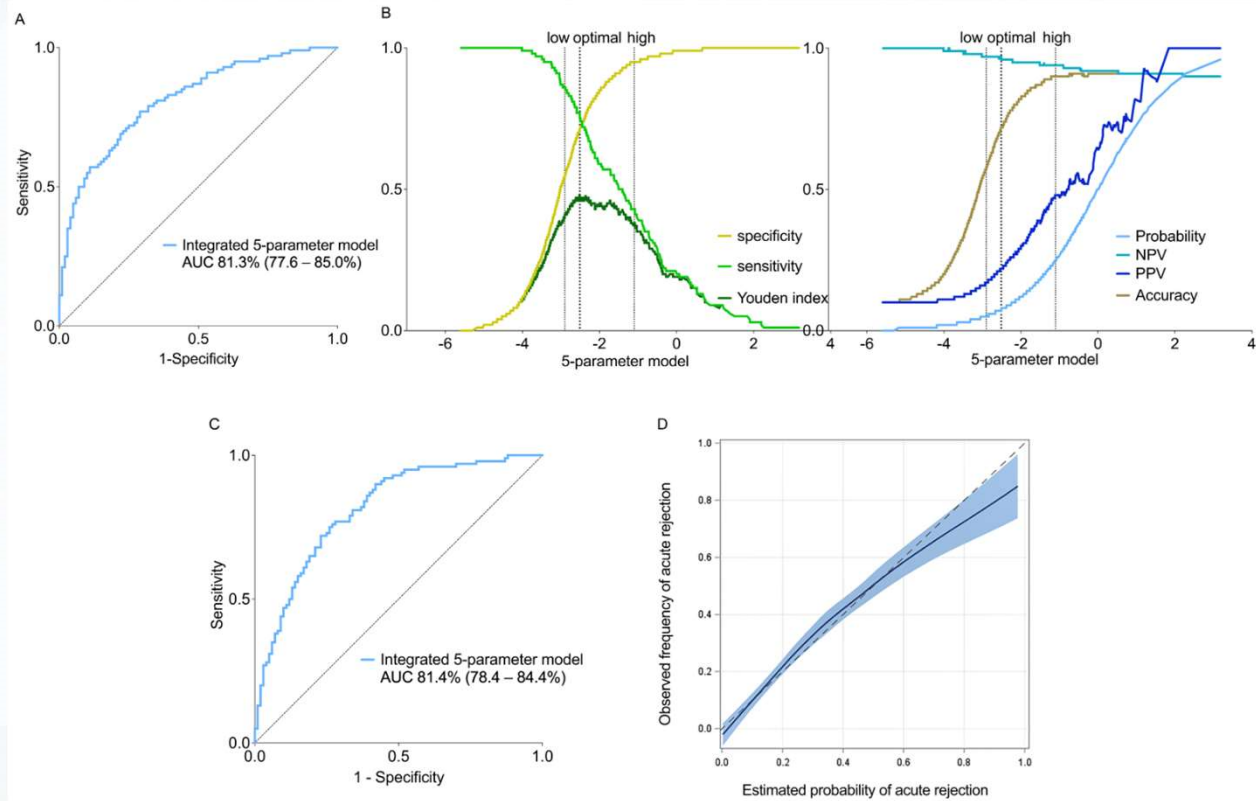 A
1.0
0.5
0.0
Sensitivity
Integrated 5-parameter model
AUC 81.3% (77.6 – 85.0%)
0.0 0.5 1.0
1-Specificity
B
low optimal high
1.0
0.5
0.0
specificity
sensitivity
Youden index
-6 -4 -2 0 2 4
5-parameter model
low optimal high
1.0
0.5
0.0
Probability
NPV
PPV
Accuracy
-6 -4 -2 0 2 4
5-parameter model
C
1.0
0.5
0.0
Sensitivity
Integrated 5-parameter model
AUC 81.4% (78.4 – 84.4%)
0.0 0.5 1.0
1 - Specificity
D
1.0
0.8
0.6
0.4
0.2
0.0
Observed frequency of acute rejection
0.0 0.2 0.4 0.6 0.8 1.0
Estimated probability of acute rejection